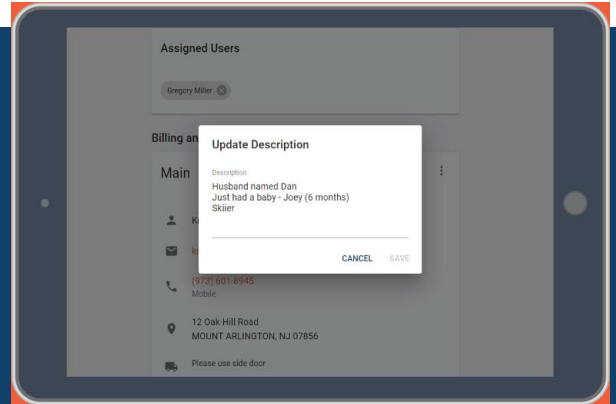 Assigned Users
Gregory Miller
Billing an
Update Description
Main
Description
Husband named Dan
Just had a baby - Joey (6 months)
Skiier
CANCEL SAVE
(973) 601-8945
Mobile
12 Oak Hill Road
MOUNT ARLINGTON, NJ 07856
Please use side door